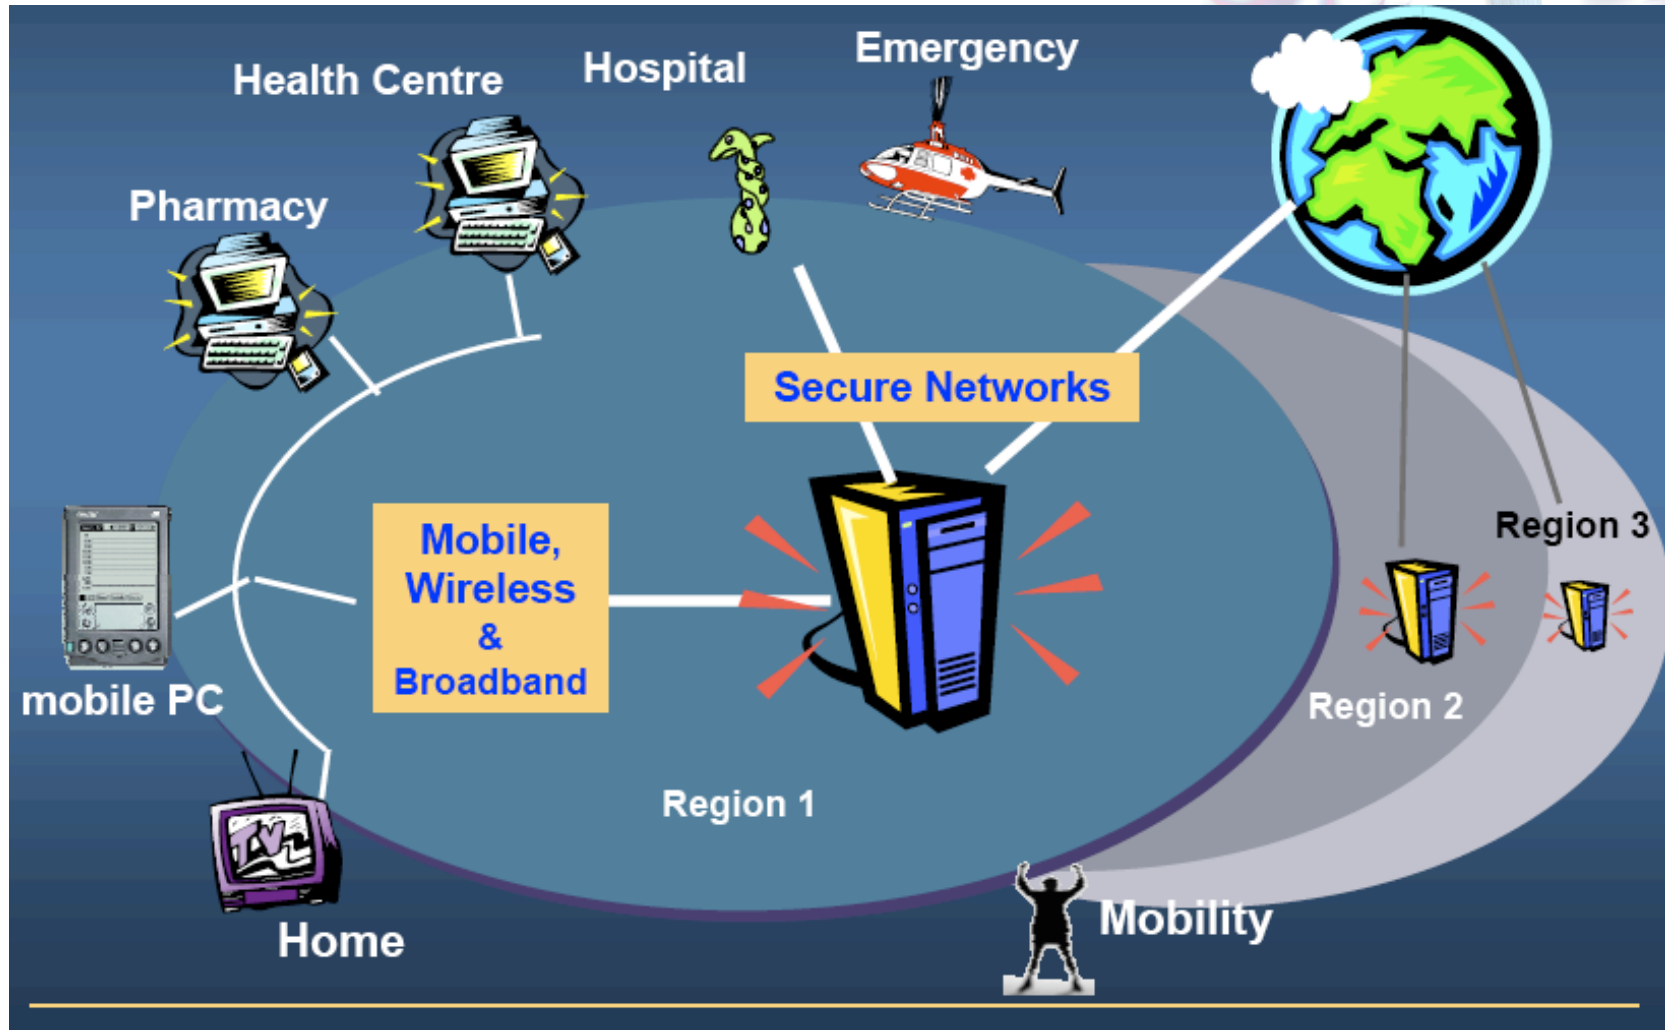 Emergency
Hospital
Health Centre
Pharmacy
Secure Networks
Mobile,
Wireless
&
Broadband
Region 3
mobile PC
Region 2
Region 1
TV
Home
Mobility